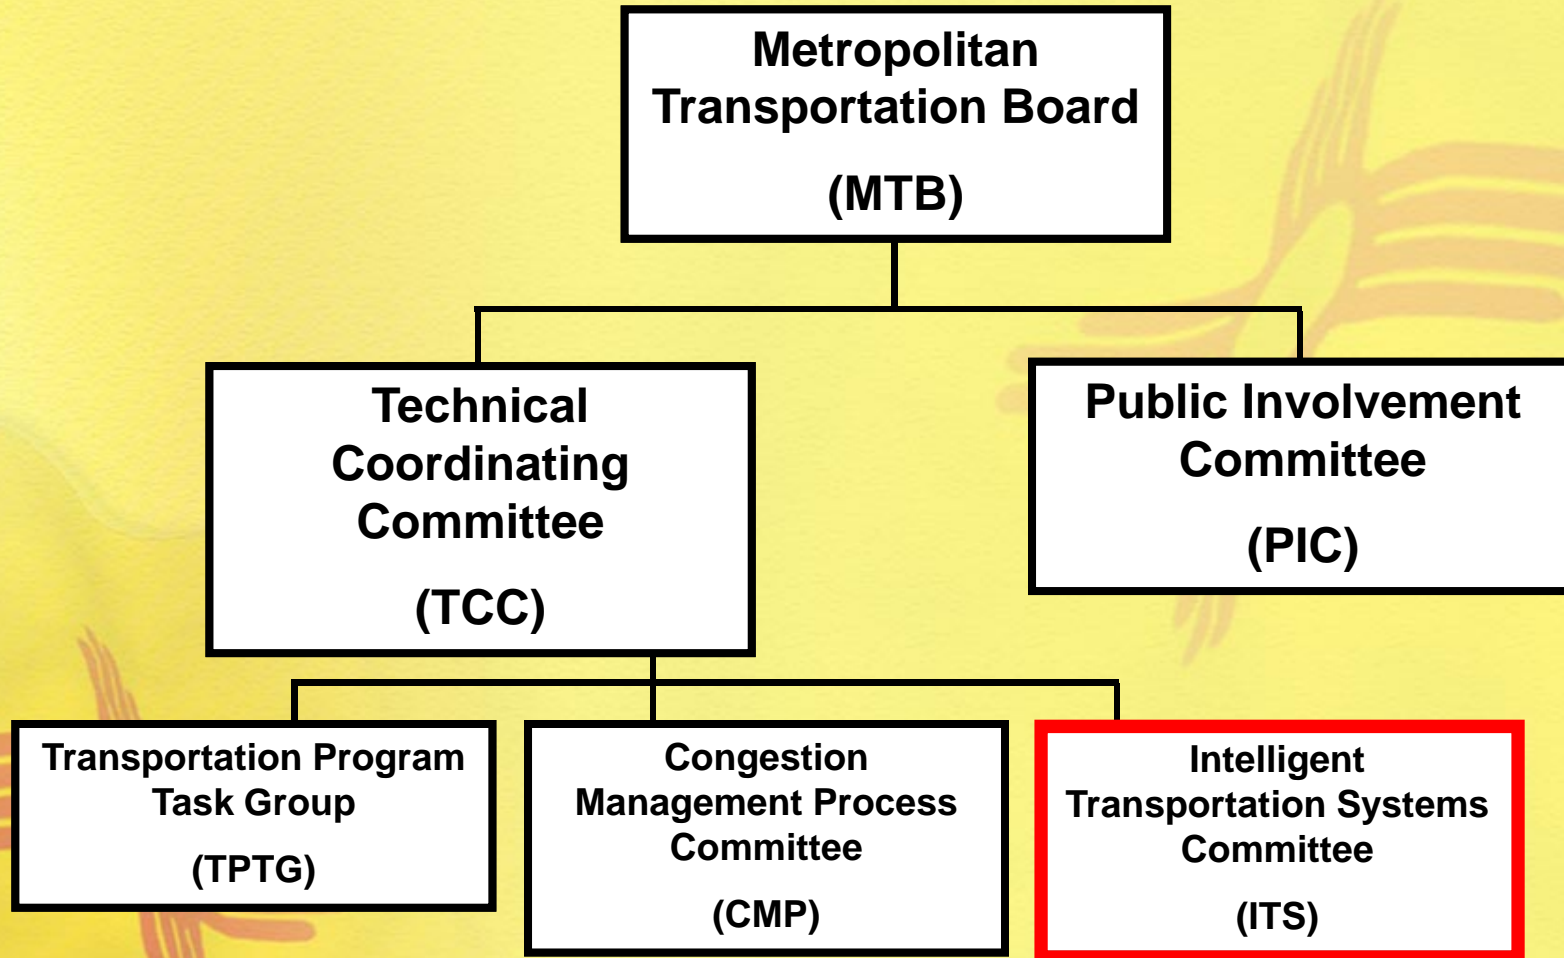 Metropolitan
Transportation Board
(MTB)
Technical
Coordinating
Committee
(TCC)
Public Involvement
Committee
(PIC)
Transportation Program
Task Group
(TPTG)
Congestion
Management Process
Committee
(CMP)
Intelligent
Transportation Systems
Committee
(ITS)